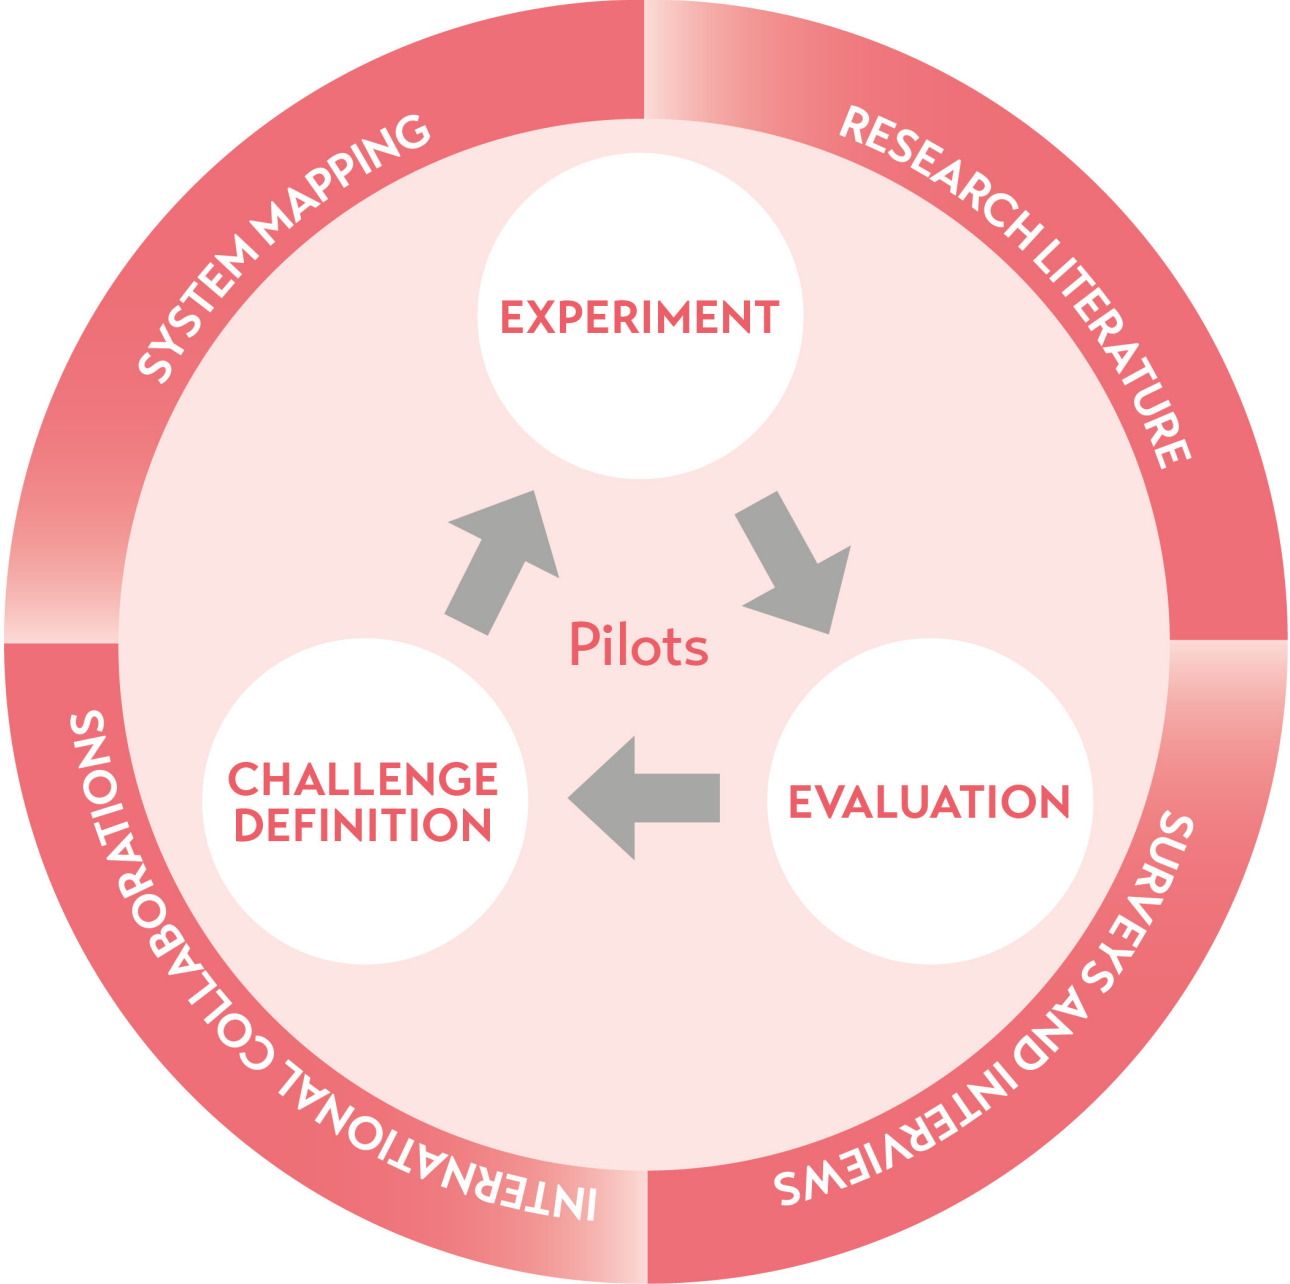 SYSTEM MAPPING
RESEARCH LITERATURE
SURVEYS AND INTERVIEWS
INTERNATIONAL COLLABORATIONS
EXPERIMENT
Pilots
EVALUATION
CHALLENGE
DEFINITION